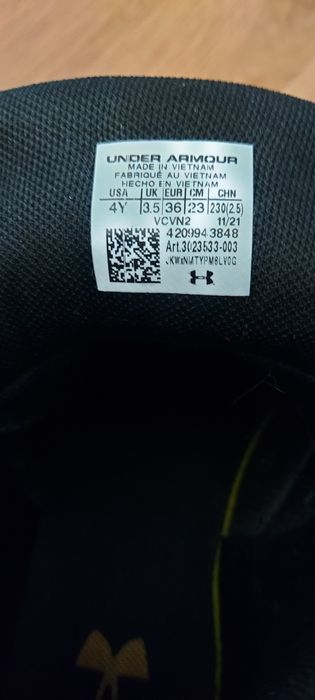 UNDER ARMOUR
MADE IN VIETNAM
FABRIQUÉ AU VIETNAM
HECHO EN VIETNAM
USA UK EUR CM CHN
4Y 3.5 36 23 230(2.5)
VCVN2 11/21
4209943848
Art.3023533-003